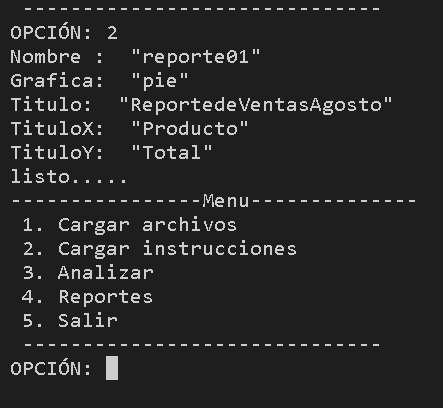 -------------------------------
OPCIÓN: 2
Nombre :  "reporte01"
Grafica:  "pie"
Titulo:  "ReportedeVentasAgosto"
TituloX:  "Producto"
TituloY:  "Total"
listo.....
----------------Menu--------------
1. Cargar archivos
2. Cargar instrucciones
3. Analizar
4. Reportes
5. Salir
------------------------------
OPCIÓN: